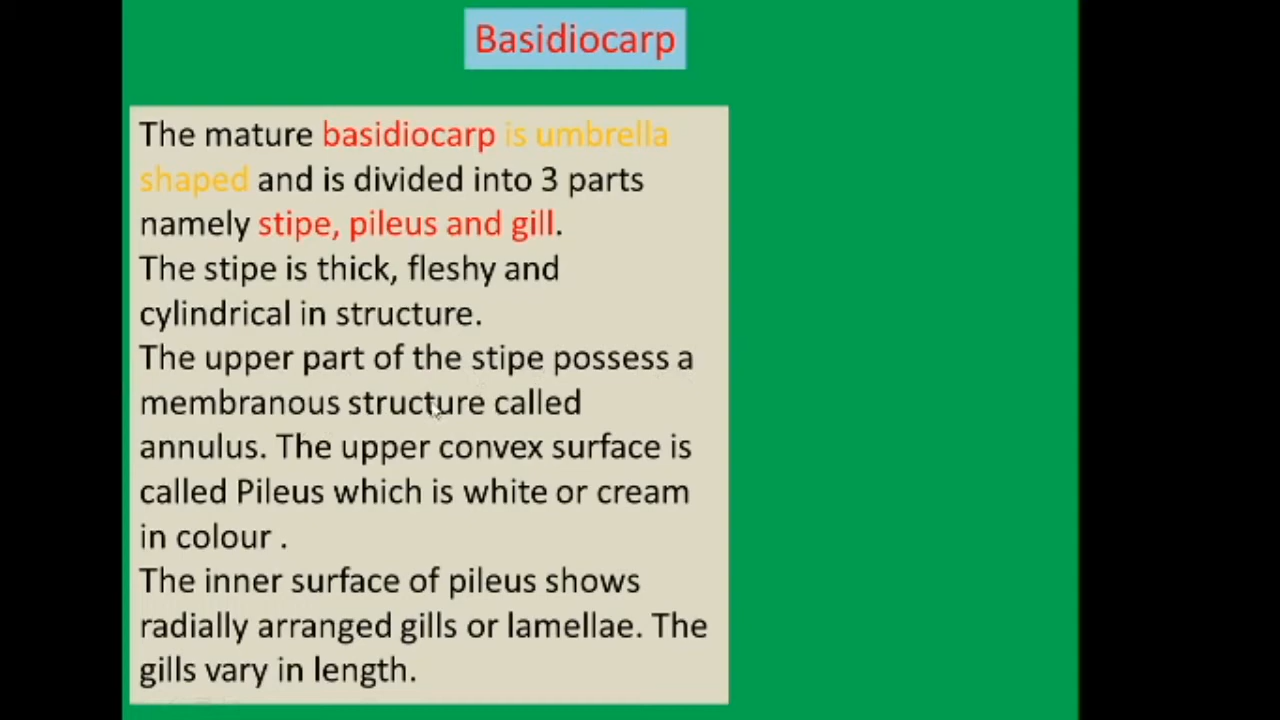 Basidiocarp
The mature basidiocarp is umbrella
shaped and is divided into 3 parts
namely stipe, pileus and gill.
The stipe is thick, fleshy and
cylindrical in structure.
The upper part of the stipe possess a
membranous structure called
annulus. The upper convex surface is
called Pileus which is white or cream
in colour .
The inner surface of pileus shows
radially arranged gills or lamellae. The
gills vary in length.